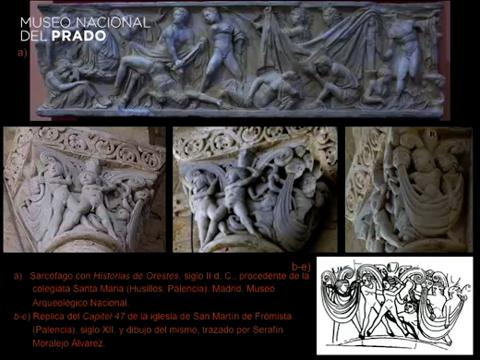 MUSEO NACIONAL
DEL PRADO
a)
b-e)
a) Sarcófago con Historias de Orestes, siglo II d. C., procedente de la
colegiata Santa María (Husillos, Palencia). Madrid, Museo
Arqueológico Nacional.
b-e) Replica del Capitel 47 de la iglesia de San Martín de Frómista
(Palencia), siglo XII, y dibujo del mismo, trazado por Serafín
Moralejo Álvarez.